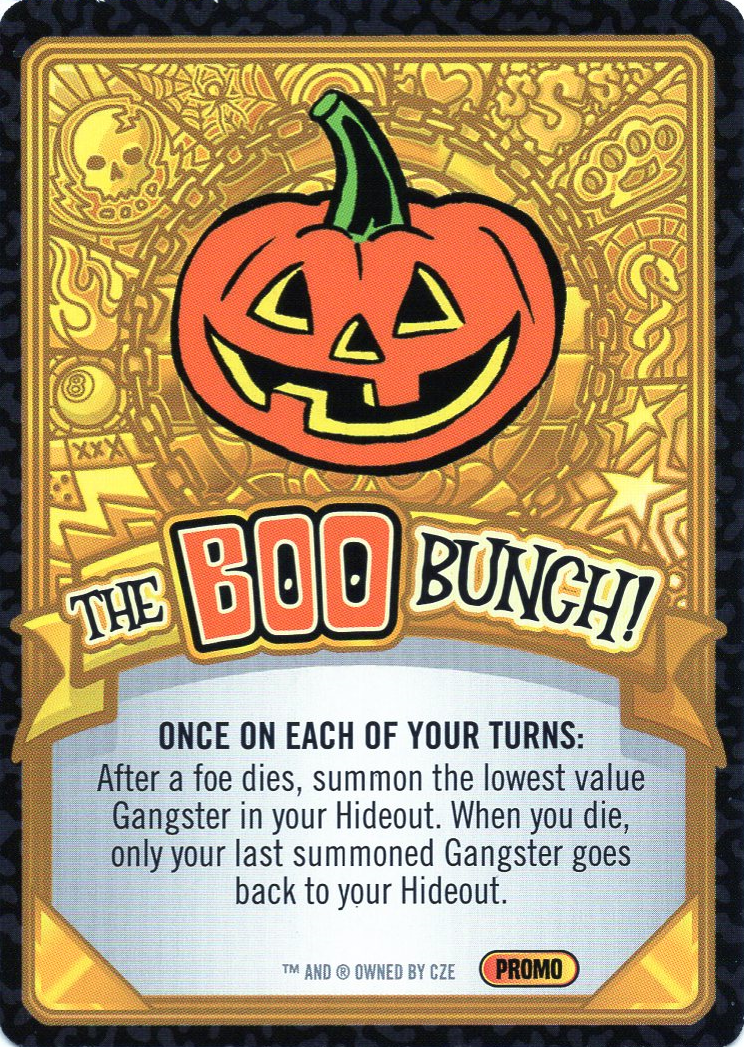 8
XXX
THE BOO BUNCH!
ONCE ON EACH OF YOUR TURNS:
After a foe dies, summon the lowest value
Gangster in your Hideout. When you die,
only your last summoned Gangster goes
back to your Hideout.
™ AND ® OWNED BY CZE PROMO